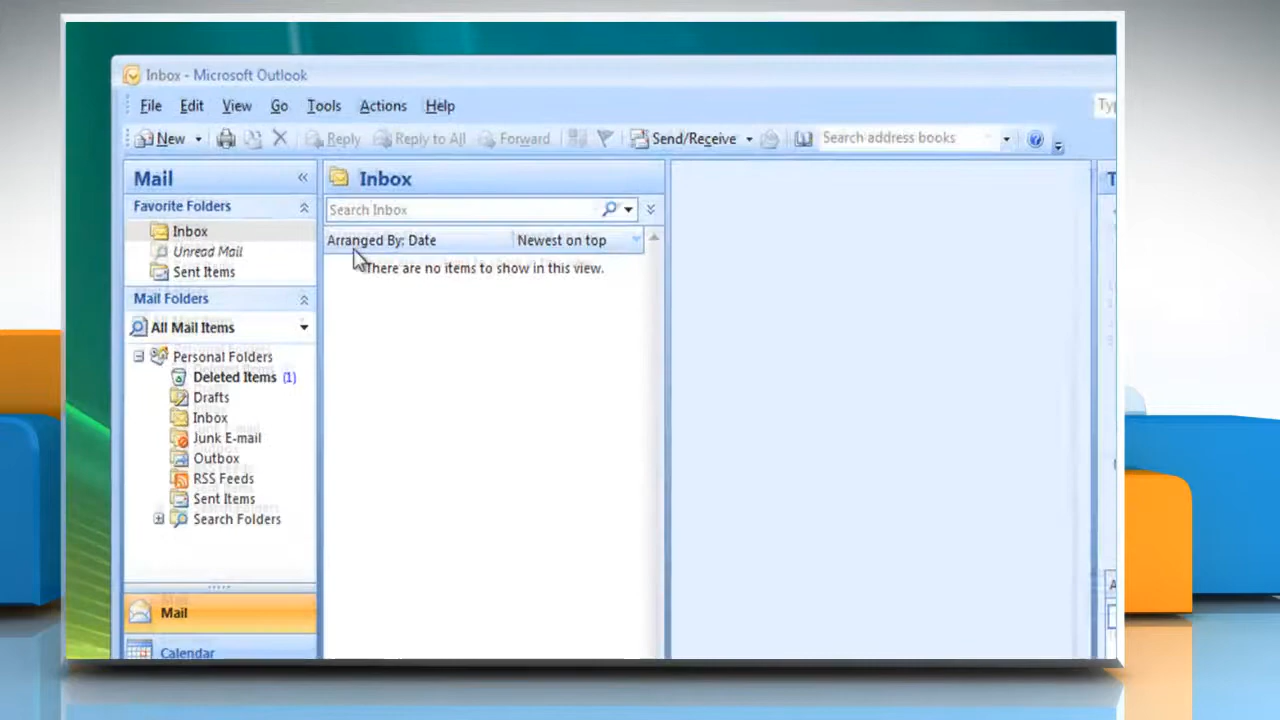 Inbox - Microsoft Outlook
File Edit View Go Tools Actions Help
New Reply Reply to All Forward Send/Receive Search address books
Mail «
Inbox
Favorite Folders
Search Inbox
Inbox
Arranged By: Date Newest on top
Unread Mail
There are no items to show in this view.
Sent Items
Mail Folders
All Mail Items
Personal Folders
Deleted Items (1)
Drafts
Inbox
Junk E-mail
Outbox
RSS Feeds
Sent Items
Search Folders
Mail
Calendar